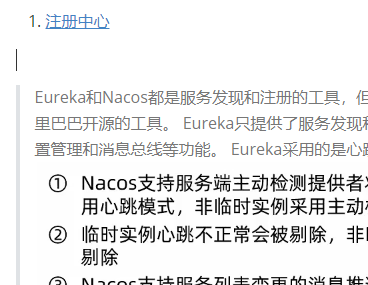 1. 注册中心
Eureka和Nacos都是服务发现和注册的工具，但
里巴巴开源的工具。 Eureka只提供了服务发现和
置管理和消息总线等功能。 Eureka采用的是心跳
① Nacos支持服务端主动检测提供者
用心跳模式，非临时实例采用主动
② 临时实例心跳不正常会被剔除，非
剔除
③ Nacos支持服务列表变更的消息推